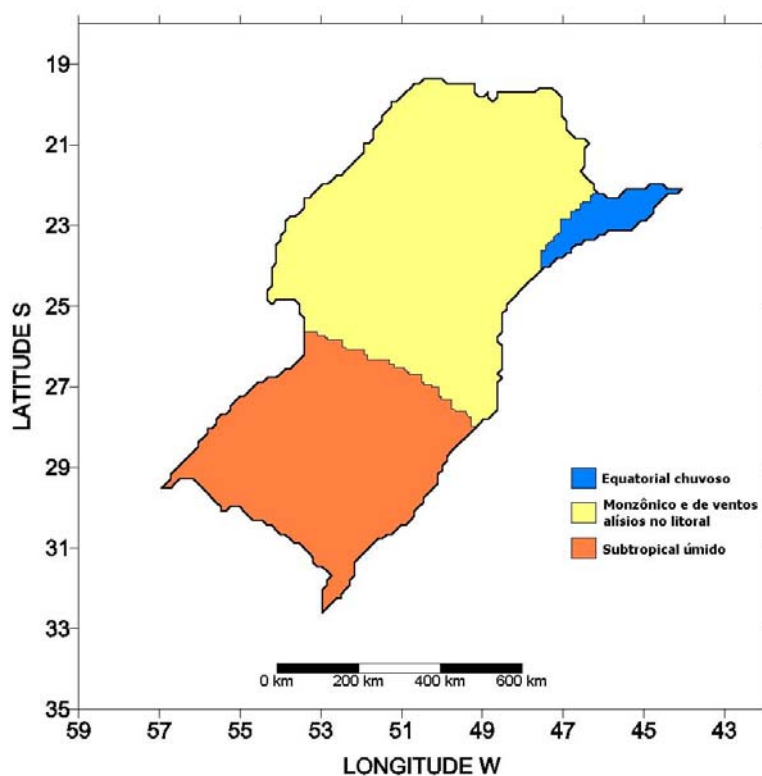 19
21
23
25
27
29
31
33
35
LATITUDE S
Equatorial chuvoso
Monzônico e de ventos
alísios no litoral
Subtropical úmido
0 km 200 km 400 km 600 km
59 57 55 53 51 49 47 45 43
LONGITUDE W